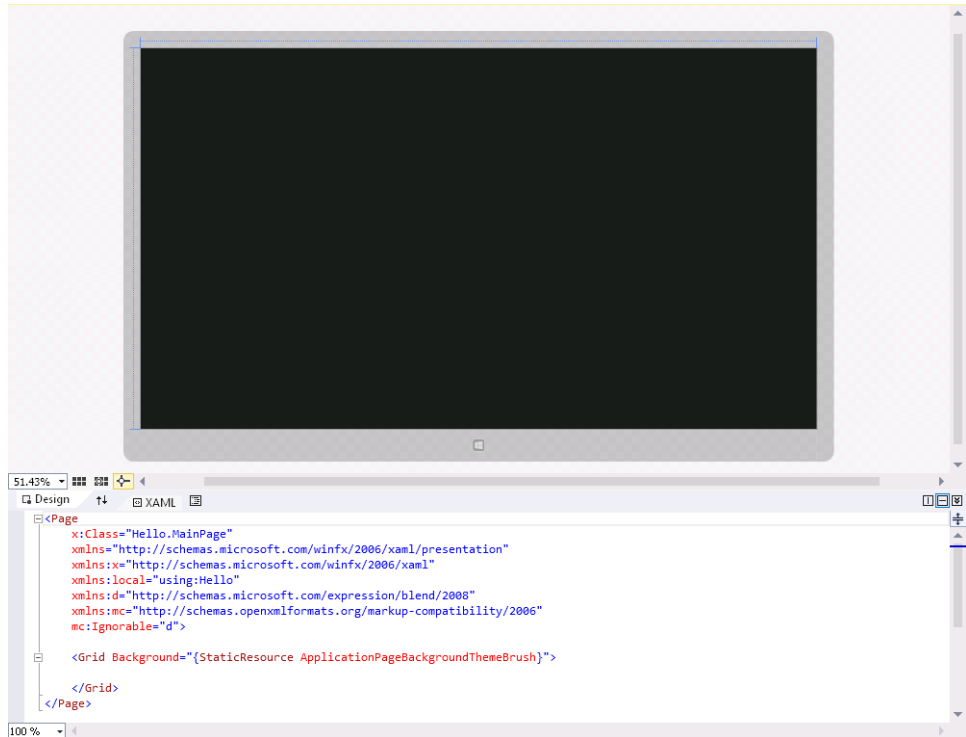 51.43%
Design XAML
<Page
x:Class="Hello.MainPage"
xmlns="http://schemas.microsoft.com/winfx/2006/xaml/presentation"
xmlns:x="http://schemas.microsoft.com/winfx/2006/xaml"
xmlns:local="using:Hello"
xmlns:d="http://schemas.microsoft.com/expression/blend/2008"
xmlns:mc="http://schemas.openxmlformats.org/markup-compatibility/2006"
mc:Ignorable="d">
<Grid Background="{StaticResource ApplicationPageBackgroundThemeBrush}">
</Grid>
</Page>
100 %